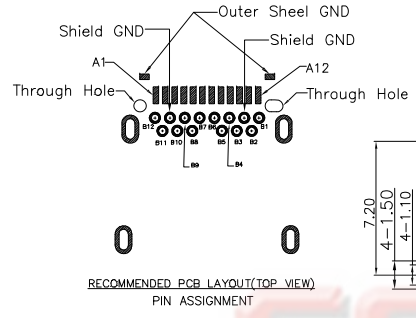 Outer Sheel GND
Shield GND
Shield GND
A1
A12
Through Hole
Through Hole
B12
B7
B6
B1
B11
B10
B8
B5
B3
B2
B9
B4
7.20
4-1.50
4-1.10
RECOMMENDED PCB LAYOUT(TOP VIEW)
PIN ASSIGNMENT